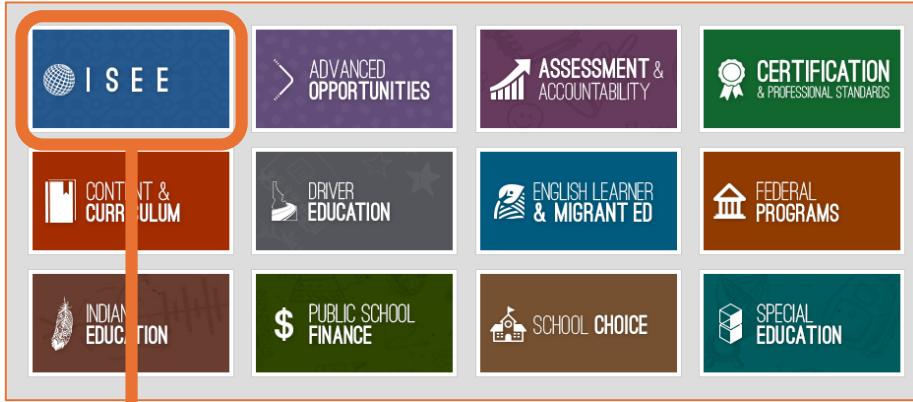 ISEE
ADVANCED
OPPORTUNITIES
ASSESSMENT &
ACCOUNTABILITY
CERTIFICATION
& PROFESSIONAL STANDARDS
CONTENT &
CURRICULUM
DRIVER
EDUCATION
ENGLISH LEARNER
& MIGRANT ED
FEDERAL
PROGRAMS
INDIAN
EDUCATION
$ PUBLIC SCHOOL
FINANCE
SCHOOL CHOICE
SPECIAL
EDUCATION